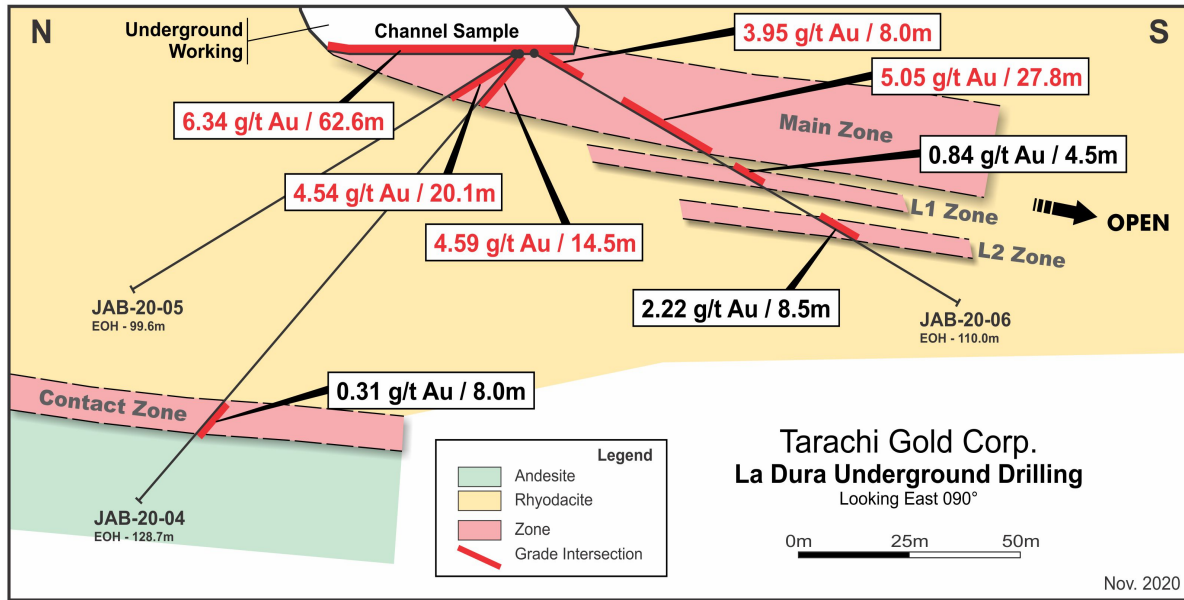 N
Underground
Working
Channel Sample
S
3.95 g/t Au / 8.0m
5.05 g/t Au / 27.8m
6.34 g/t Au / 62.6m
Main Zone
0.84 g/t Au / 4.5m
4.54 g/t Au / 20.1m
L1 Zone
OPEN
4.59 g/t Au / 14.5m
L2 Zone
2.22 g/t Au / 8.5m
JAB-20-05
EOH - 99.6m
JAB-20-06
EOH - 110.0m
Contact Zone
0.31 g/t Au / 8.0m
JAB-20-04
EOH - 128.7m
Legend
Andesite
Rhyodacite
Zone
Grade Intersection
Tarachi Gold Corp.
La Dura Underground Drilling
Looking East 090°
0m 25m 50m
Nov. 2020